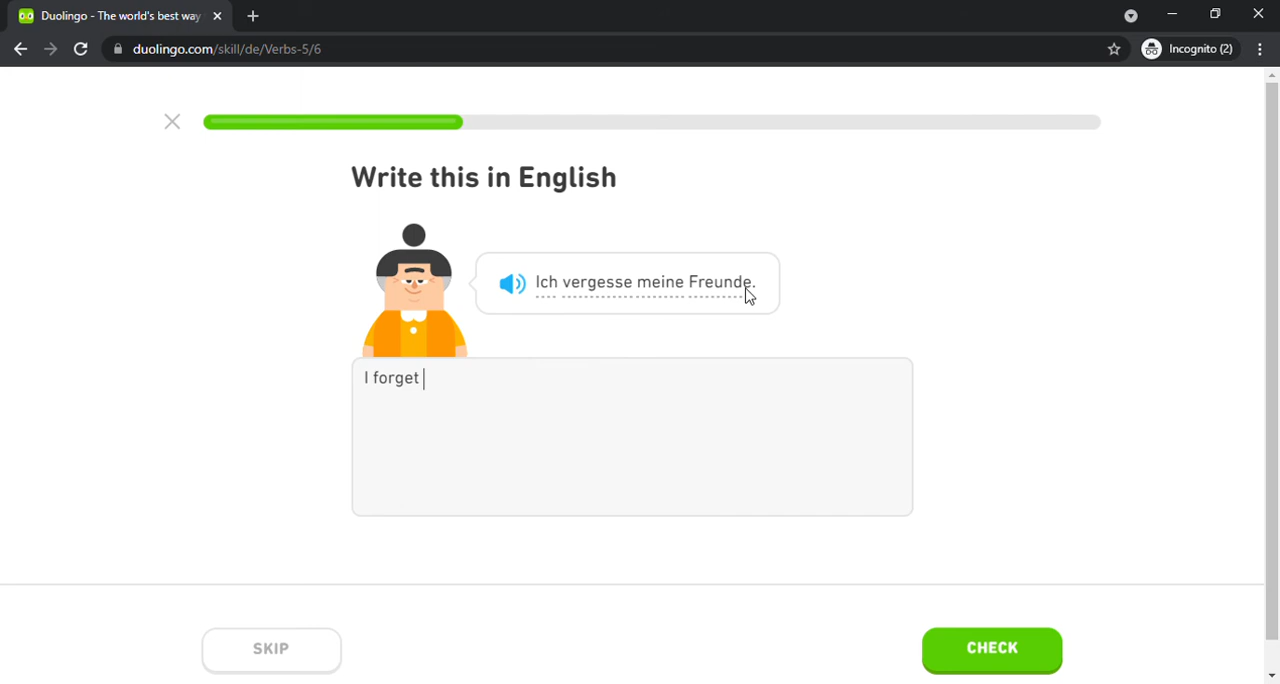 Duolingo - The world's best way
duolingo.com/skill/de/Verbs-5/6
Incognito (2)
Write this in English
Ich vergesse meine Freunde.
I forget
SKIP
CHECK